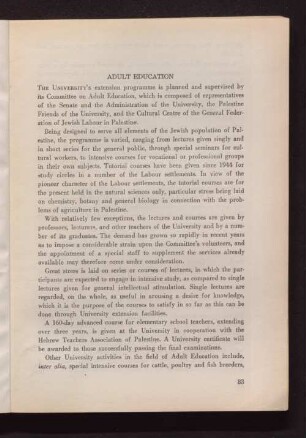 ADULT EDUCATION
THE UNIVERSITY'S extension programme is planned and supervised by
its Committee on Adult Education, which is composed of representatives
of the Senate and the Administration of the University, the Palestine
Friends of the University, and the Cultural Centre of the General Feder-
ation of Jewish Labour in Palestine.
Being designed to serve all elements of the Jewish population of Pal-
estine, the programme is varied, ranging from lectures given singly and
in short series for the general public, through special seminars for cul-
tural workers, to intensive courses for vocational or professional groups
in their own subjects. Tutorial courses have been given since 1944 for
study circles in a number of the Labour settlements. In view of the
pioneer character of the Labour settlements, the tutorial courses are for
the present held in the natural sciences only, particular stress being laid
on chemistry, botany and general biology in connection with the prob-
lems of agriculture in Palestine.
With relatively few exceptions, the lectures and courses are given by
professors, lecturers, and other teachers of the University and by a num-
ber of its graduates. The demand has grown so rapidly in recent years
as to impose a considerable strain upon the Committee's volunteers, and
the appointment of a special staff to supplement the services already
available may therefore come under consideration.
Great stress is laid on series or courses of lectures, in which the par-
ticipants are expected to engage in intensive study, as compared to single
lectures given for general intellectual stimulation. Single lectures are
regarded, on the whole, as useful in arousing a desire for knowledge,
which it is the purpose of the courses to satisfy in so far as this can be
done through University extension facilities.
A 160-day advanced course for elementary school teachers, extending
over three years, is given at the University in cooperation with the
Hebrew Teachers Association of Palestine. A University certificate will
be awarded to those successfully passing the final examinations.
Other University activities in the field of Adult Education include,
inter alia, special intensive courses for cattle, poultry and fish breeders,
83